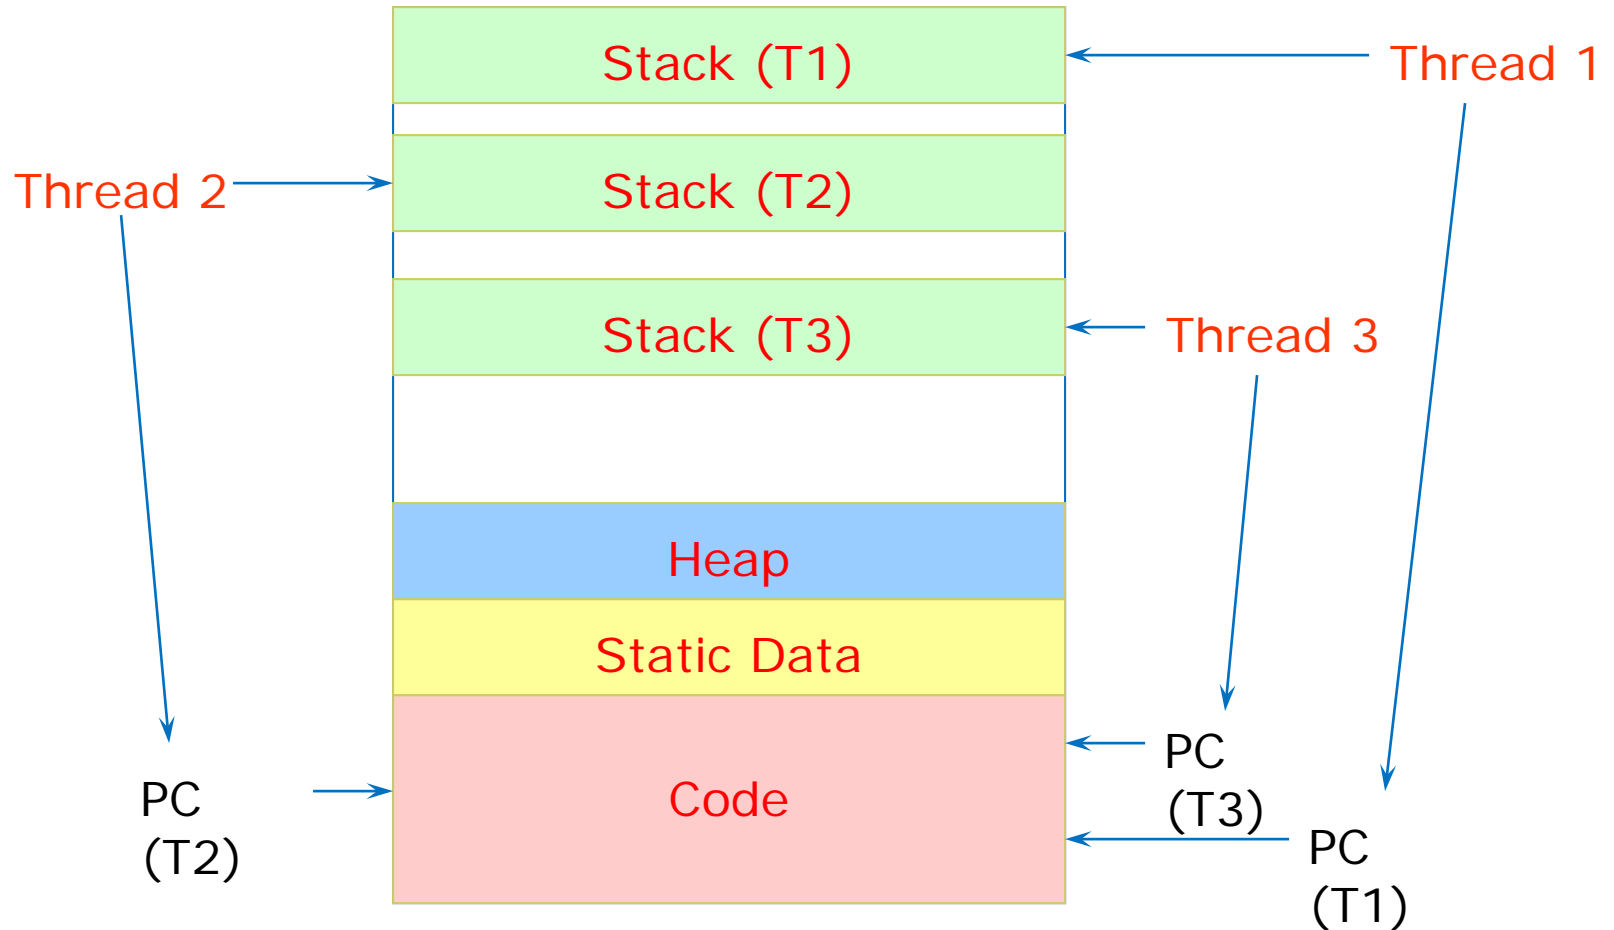 Stack (T1)
Thread 1
Thread 2
Stack (T2)
Stack (T3)
Thread 3
Heap
Static Data
Code
PC
(T2)
PC
(T3)
PC
(T1)